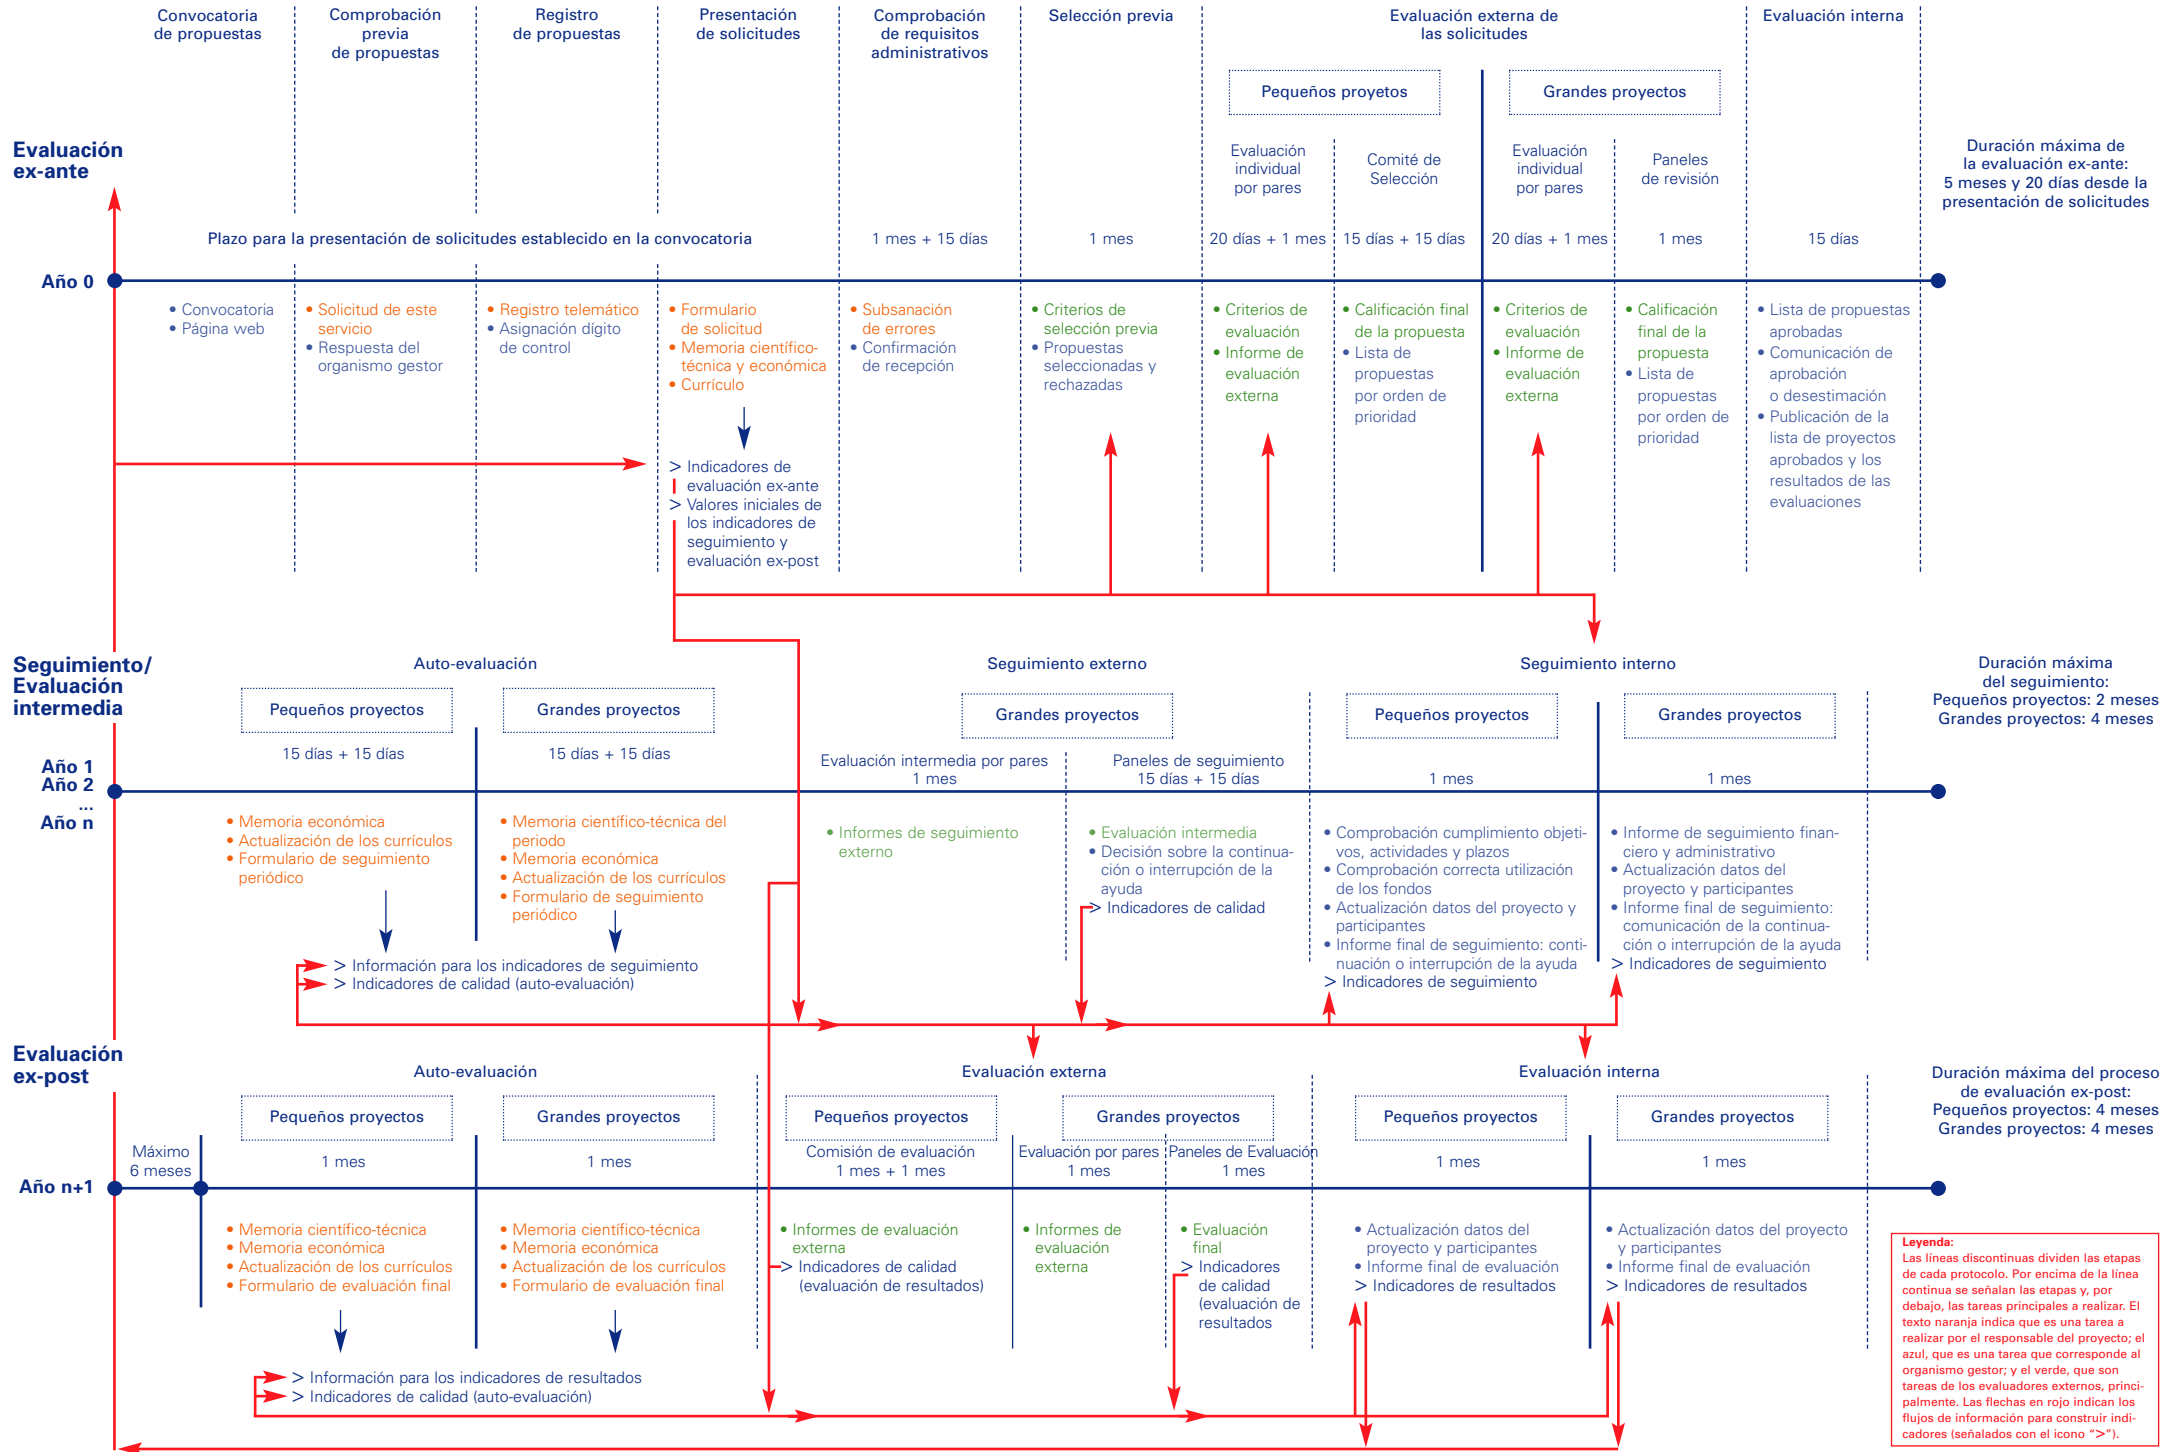 Convocatoria
de propuestas
Comprobación
previa
de propuestas
Registro
de propuestas
Presentación
de solicitudes
Comprobación
de requisitos
administrativos
Selección previa
Evaluación externa de
las solicitudes
Evaluación interna
Pequeños proyetos
Grandes proyectos
Evaluación
ex-ante
Evaluación
individual
por pares
Comité de
Selección
Evaluación
individual
por pares
Paneles
de revisión
Duración máxima de
la evaluación ex-ante:
5 meses y 20 días desde la
presentación de solicitudes
Plazo para la presentación de solicitudes establecido en la convocatoria
1 mes + 15 días
1 mes
20 días + 1 mes
15 días + 15 días
20 días + 1 mes
1 mes
15 días
Año 0
• Convocatoria
• Página web
• Solicitud de este
servicio
• Respuesta del
organismo gestor
• Registro telemático
• Asignación dígito
de control
• Formulario
de solicitud
• Memoria científico-
técnica y económica
• Currículo
> Indicadores de
evaluación ex-ante
> Valores iniciales de
los indicadores de
seguimiento y
evaluación ex-post
• Subsanación
de errores
• Confirmación
de recepción
• Criterios de
selección previa
• Propuestas
seleccionadas y
rechazadas
• Criterios de
evaluación
• Informe de
evaluación
externa
• Calificación final
de la propuesta
• Lista de
propuestas
por orden de
prioridad
• Criterios de
evaluación
• Informe de
evaluación
externa
• Calificación
final de la
propuesta
• Lista de
propuestas
por orden de
prioridad
• Lista de propuestas
aprobadas
• Comunicación de
aprobación
o desestimación
• Publicación de la
lista de proyectos
aprobados y los
resultados de las
evaluaciones
Seguimiento/
Evaluación
intermedia
Auto-evaluación
Seguimiento externo
Seguimiento interno
Duración máxima
del seguimiento:
Pequeños proyectos: 2 meses
Grandes proyectos: 4 meses
Pequeños proyectos
Grandes proyectos
Grandes proyectos
Pequeños proyectos
Grandes proyectos
15 días + 15 días
15 días + 15 días
Evaluación intermedia por pares
1 mes
Paneles de seguimiento
15 días + 15 días
1 mes
1 mes
Año 1
Año 2
...
Año n
• Memoria económica
• Actualización de los currículos
• Formulario de seguimiento
periódico
• Memoria científico-técnica del
periodo
• Memoria económica
• Actualización de los currículos
• Formulario de seguimiento
periódico
> Información para los indicadores de seguimiento
> Indicadores de calidad (auto-evaluación)
• Informes de seguimiento
externo
• Evaluación intermedia
• Decisión sobre la continua-
ción o interrupción de la
ayuda
> Indicadores de calidad
• Comprobación cumplimiento objeti-
vos, actividades y plazos
• Comprobación correcta utilización
de los fondos
• Actualización datos del proyecto y
participantes
• Informe final de seguimiento: conti-
nuación o interrupción de la ayuda
> Indicadores de seguimiento
• Informe de seguimiento finan-
ciero y administrativo
• Actualización datos del
proyecto y participantes
• Informe final de seguimiento:
comunicación de la continua-
ción o interrupción de la ayuda
> Indicadores de seguimiento
Evaluación
ex-post
Auto-evaluación
Evaluación externa
Evaluación interna
Duración máxima del proceso
de evaluación ex-post:
Pequeños proyectos: 4 meses
Grandes proyectos: 4 meses
Pequeños proyectos
Grandes proyectos
Pequeños proyectos
Grandes proyectos
Pequeños proyectos
Grandes proyectos
Máximo
6 meses
1 mes
1 mes
Comisión de evaluación
1 mes + 1 mes
Evaluación por pares
1 mes
Paneles de Evaluación
1 mes
1 mes
1 mes
Año n+1
• Memoria científico-técnica
• Memoria económica
• Actualización de los currículos
• Formulario de evaluación final
• Memoria científico-técnica
• Memoria económica
• Actualización de los currículos
• Formulario de evaluación final
> Información para los indicadores de resultados
> Indicadores de calidad (auto-evaluación)
• Informes de evaluación
externa
> Indicadores de calidad
(evaluación de resultados)
• Informes de
evaluación
externa
• Evaluación
final
> Indicadores
de calidad
(evaluación de
resultados
• Actualización datos del
proyecto y participantes
• Informe final de evaluación
> Indicadores de resultados
• Actualización datos del proyecto
y participantes
• Informe final de evaluación
> Indicadores de resultados
Leyenda:
Las líneas discontinuas dividen las etapas
de cada protocolo. Por encima de la línea
continua se señalan las etapas y, por
debajo, las tareas principales a realizar. El
texto naranja indica que es una tarea a
realizar por el responsable del proyecto; el
azul, que es una tarea que corresponde al
organismo gestor; y el verde, que son
tareas de los evaluadores externos, princi-
palmente. Las flechas en rojo indican los
flujos de información para construir indi-
cadores (señalados con el icono “>”).